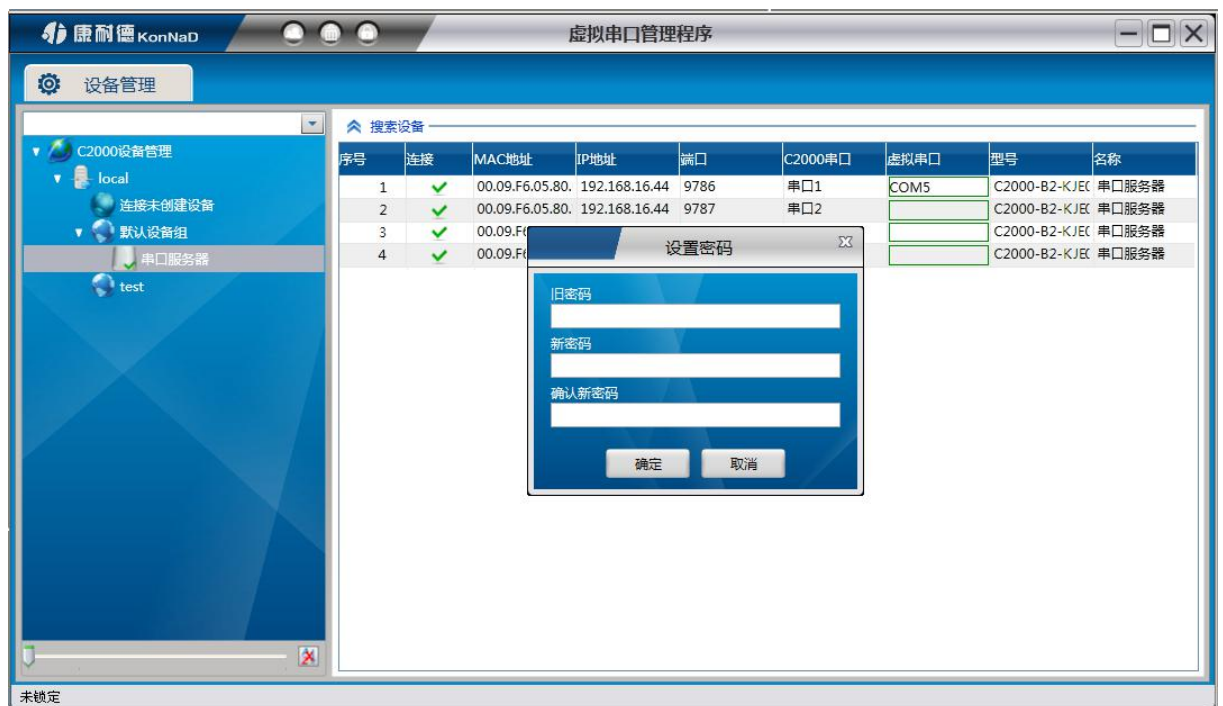 康耐德 KonNaD
虚拟串口管理程序
设备管理
搜素设备
C2000设备管理
local
连接未创建设备
默认设备组
串口服务器
test
序号 连接 MAC地址 IP地址 端口 C2000串口 虚拟串口 型号 名称
1 00.09.F6.05.80. 192.168.16.44 9786 串口1 COM5 C2000-B2-KJE 串口服务器
2 00.09.F6.05.80. 192.168.16.44 9787 串口2 C2000-B2-KJE 串口服务器
3 00.09.F6 C2000-B2-KJE 串口服务器
4 00.09.F6 C2000-B2-KJE 串口服务器
设置密码
旧密码
新密码
确认新密码
确定 取消
未锁定